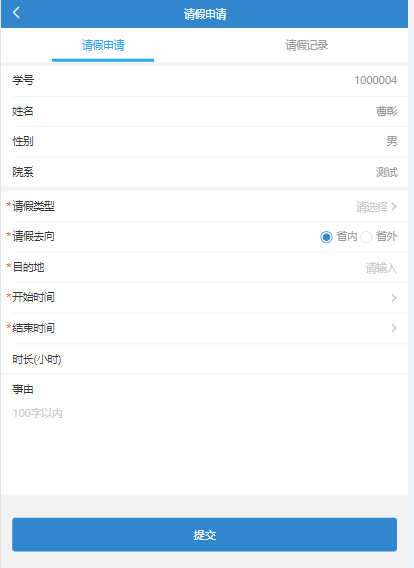 请假申请
请假申请 请假记录
学号 1000004
姓名 曹彰
性别 男
院系 测试
*请假类型 请选择
*请假去向 省内 省外
*目的地 请输入
*开始时间
*结束时间
时长(小时)
事由
100字以内
提交